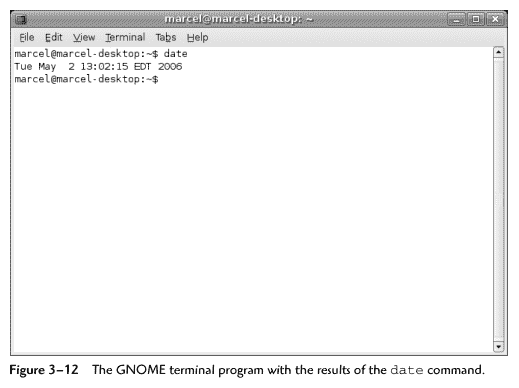 marcel@marcel-desktop: ~
File Edit View Terminal Tabs Help
marcel@marcel-desktop:~$ date
Tue May  2 13:02:15 EDT 2006
marcel@marcel-desktop:~$
Figure 3–12 The GNOME terminal program with the results of the date command.